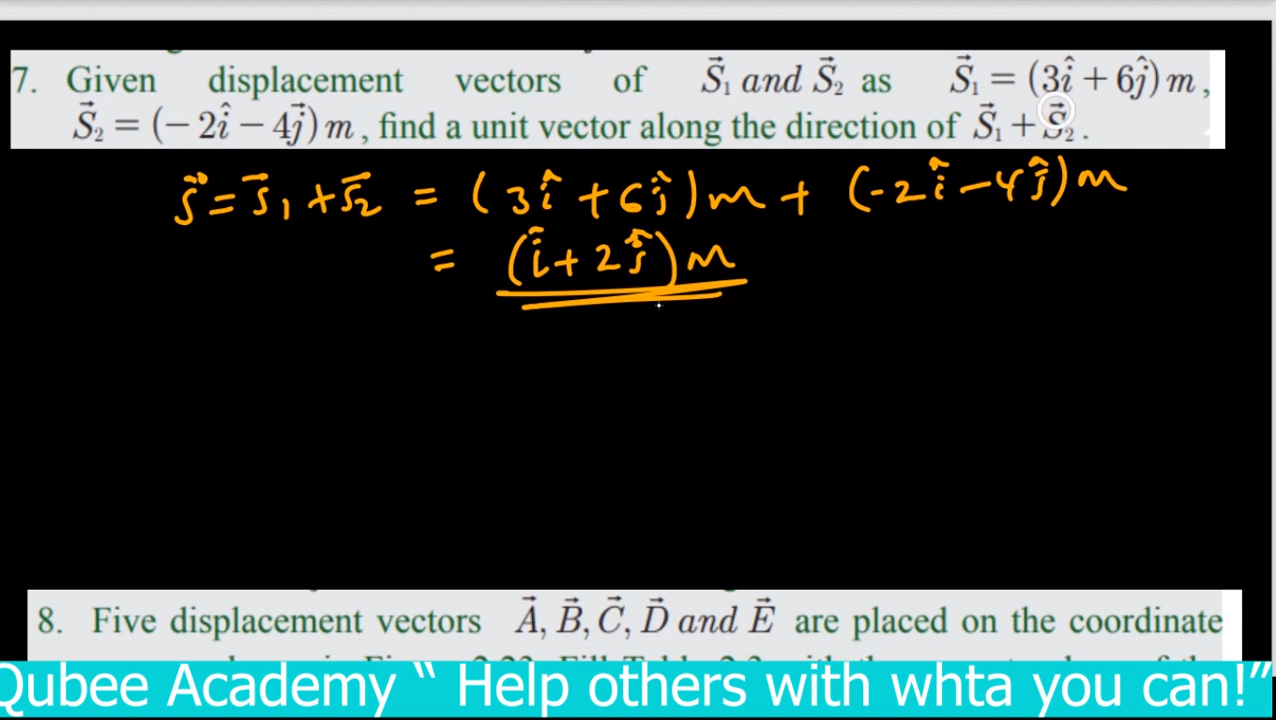 7. Given displacement vectors of S⃗₁ and S⃗₂ as S⃗₁ = (3î + 6ĵ) m,
S⃗₂ = (− 2î − 4j⃗) m, find a unit vector along the direction of S⃗₁ + S⃗₂.
S⃗ = S⃗₁ + S⃗₂ = (3î + 6ĵ)m + (-2î − 4ĵ)m
= (î + 2ĵ)m
8. Five displacement vectors A⃗, B⃗, C⃗, D⃗ and E⃗ are placed on the coordinate
Qubee Academy “ Help others with whta you can!”